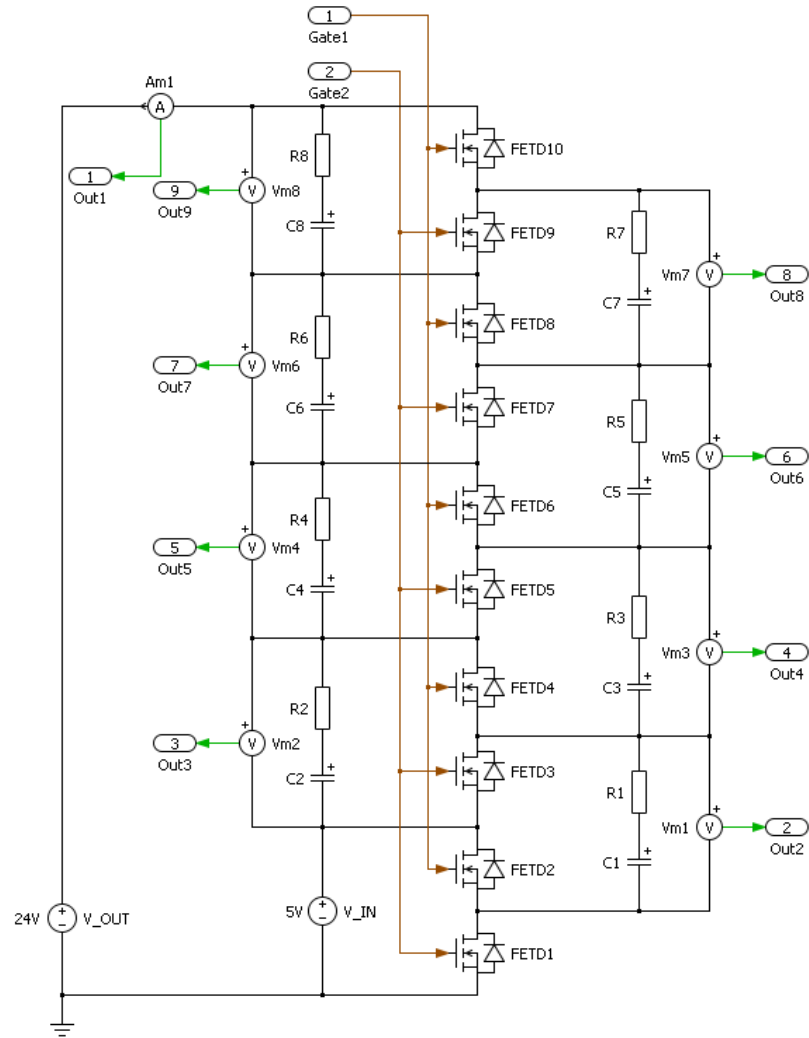 1
Gate1
2
Gate2
Am1
A
1
Out1
R8
FETD10
9
Out9
+
V
Vm8
C8
+
FETD9
R7
+
Vm7
V
8
Out8
C7
+
FETD8
R6
7
Out7
+
V
Vm6
C6
+
FETD7
R5
+
Vm5
V
6
Out6
C5
+
FETD6
R4
5
Out5
+
V
Vm4
C4
+
FETD5
R3
+
Vm3
V
4
Out4
C3
+
FETD4
R2
3
Out3
+
V
Vm2
C2
+
FETD3
R1
+
Vm1
V
2
Out2
C1
+
FETD2
24V
+
−
V_OUT
5V
+
−
V_IN
FETD1